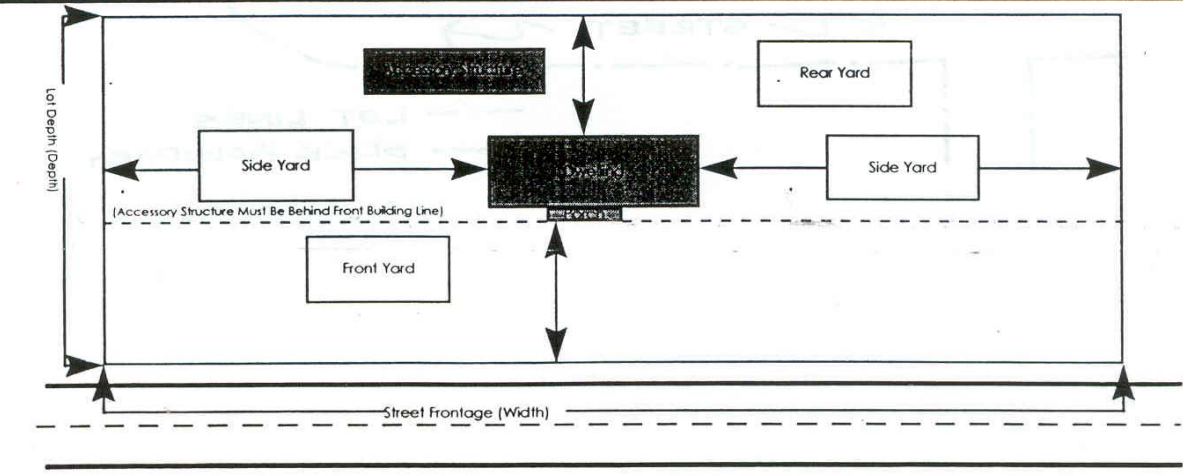 Accessory Structure
Rear Yard
Lot Depth (Depth)
Side Yard
Dwelling
Side Yard
(Accessory Structure Must Be Behind Front Building Line)
Porch
Front Yard
Street Frontage (Width)